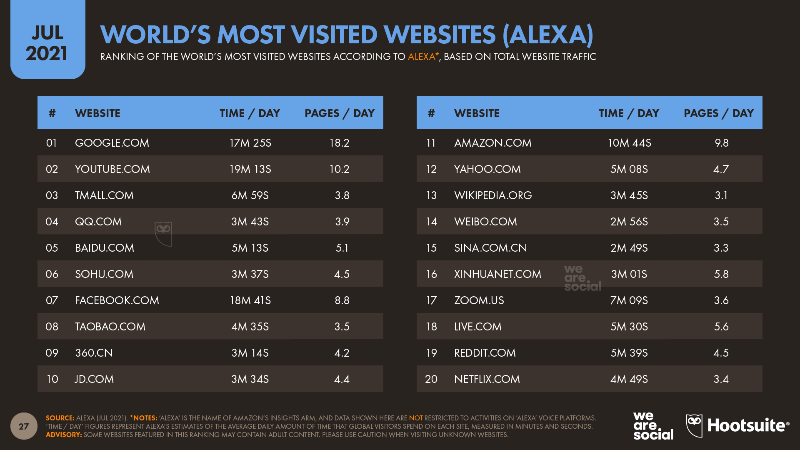 JUL
2021
WORLD'S MOST VISITED WEBSITES (ALEXA)
RANKING OF THE WORLD'S MOST VISITED WEBSITES ACCORDING TO ALEXA*, BASED ON TOTAL WEBSITE TRAFFIC
# WEBSITE TIME / DAY PAGES / DAY
01 GOOGLE.COM 17M 25S 18.2
02 YOUTUBE.COM 19M 13S 10.2
03 TMALL.COM 6M 59S 3.8
04 QQ.COM 3M 43S 3.9
05 BAIDU.COM 5M 13S 5.1
06 SOHU.COM 3M 37S 4.5
07 FACEBOOK.COM 18M 41S 8.8
08 TAOBAO.COM 4M 35S 3.5
09 360.CN 3M 14S 4.2
10 JD.COM 3M 34S 4.4
# WEBSITE TIME / DAY PAGES / DAY
11 AMAZON.COM 10M 44S 9.8
12 YAHOO.COM 5M 08S 4.7
13 WIKIPEDIA.ORG 3M 45S 3.1
14 WEIBO.COM 2M 56S 3.5
15 SINA.COM.CN 2M 49S 3.3
16 XINHUANET.COM 3M 01S 5.8
17 ZOOM.US 7M 09S 3.6
18 LIVE.COM 5M 30S 5.6
19 REDDIT.COM 5M 39S 4.5
20 NETFLIX.COM 4M 49S 3.4
we
are.
social
27
SOURCE: ALEXA (JUL 2021). *NOTES: 'ALEXA' IS THE NAME OF AMAZON'S INSIGHTS ARM, AND DATA SHOWN HERE ARE NOT RESTRICTED TO ACTIVITIES ON 'ALEXA' VOICE PLATFORMS.
'TIME / DAY' FIGURES REPRESENT ALEXA'S ESTIMATES OF THE AVERAGE DAILY AMOUNT OF TIME THAT GLOBAL VISITORS SPEND ON EACH SITE, MEASURED IN MINUTES AND SECONDS.
ADVISORY: SOME WEBSITES FEATURED IN THIS RANKING MAY CONTAIN ADULT CONTENT. PLEASE USE CAUTION WHEN VISITING UNKNOWN WEBSITES.
we
are.
social
Hootsuite®